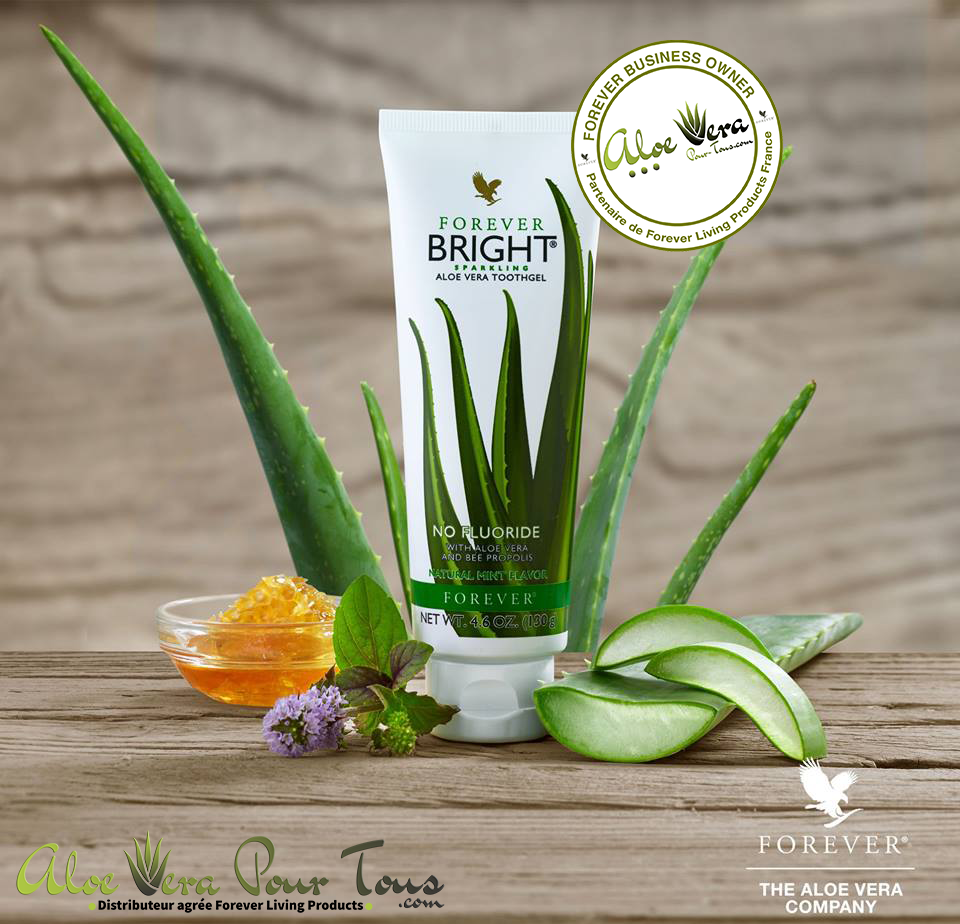 FOREVER BUSINESS OWNER
Aloe Vera
Pour-Tous.com
Partenaire de Forever Living Products France
FOREVER
BRIGHT®
SPARKLING
ALOE VERA TOOTHGEL
NO FLUORIDE
WITH ALOE VERA
AND BEE PROPOLIS
NATURAL MINT FLAVOR
FOREVER®
NET WT. 4.6 OZ. (130 g
Aloe Vera Pour Tous
.com
Distributeur agrée Forever Living Products
FOREVER®
THE ALOE VERA
COMPANY